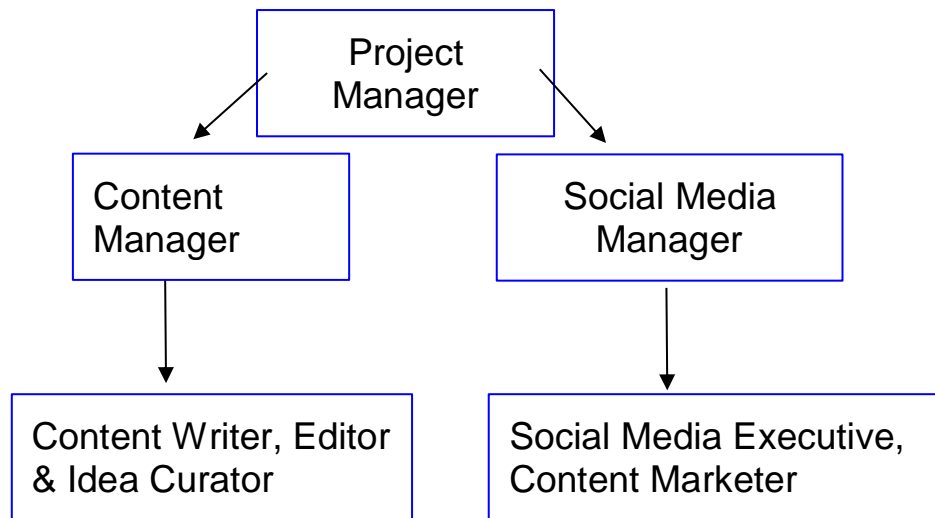 Project
Manager
Content
Manager
Social Media
Manager
Content Writer, Editor
& Idea Curator
Social Media Executive,
Content Marketer